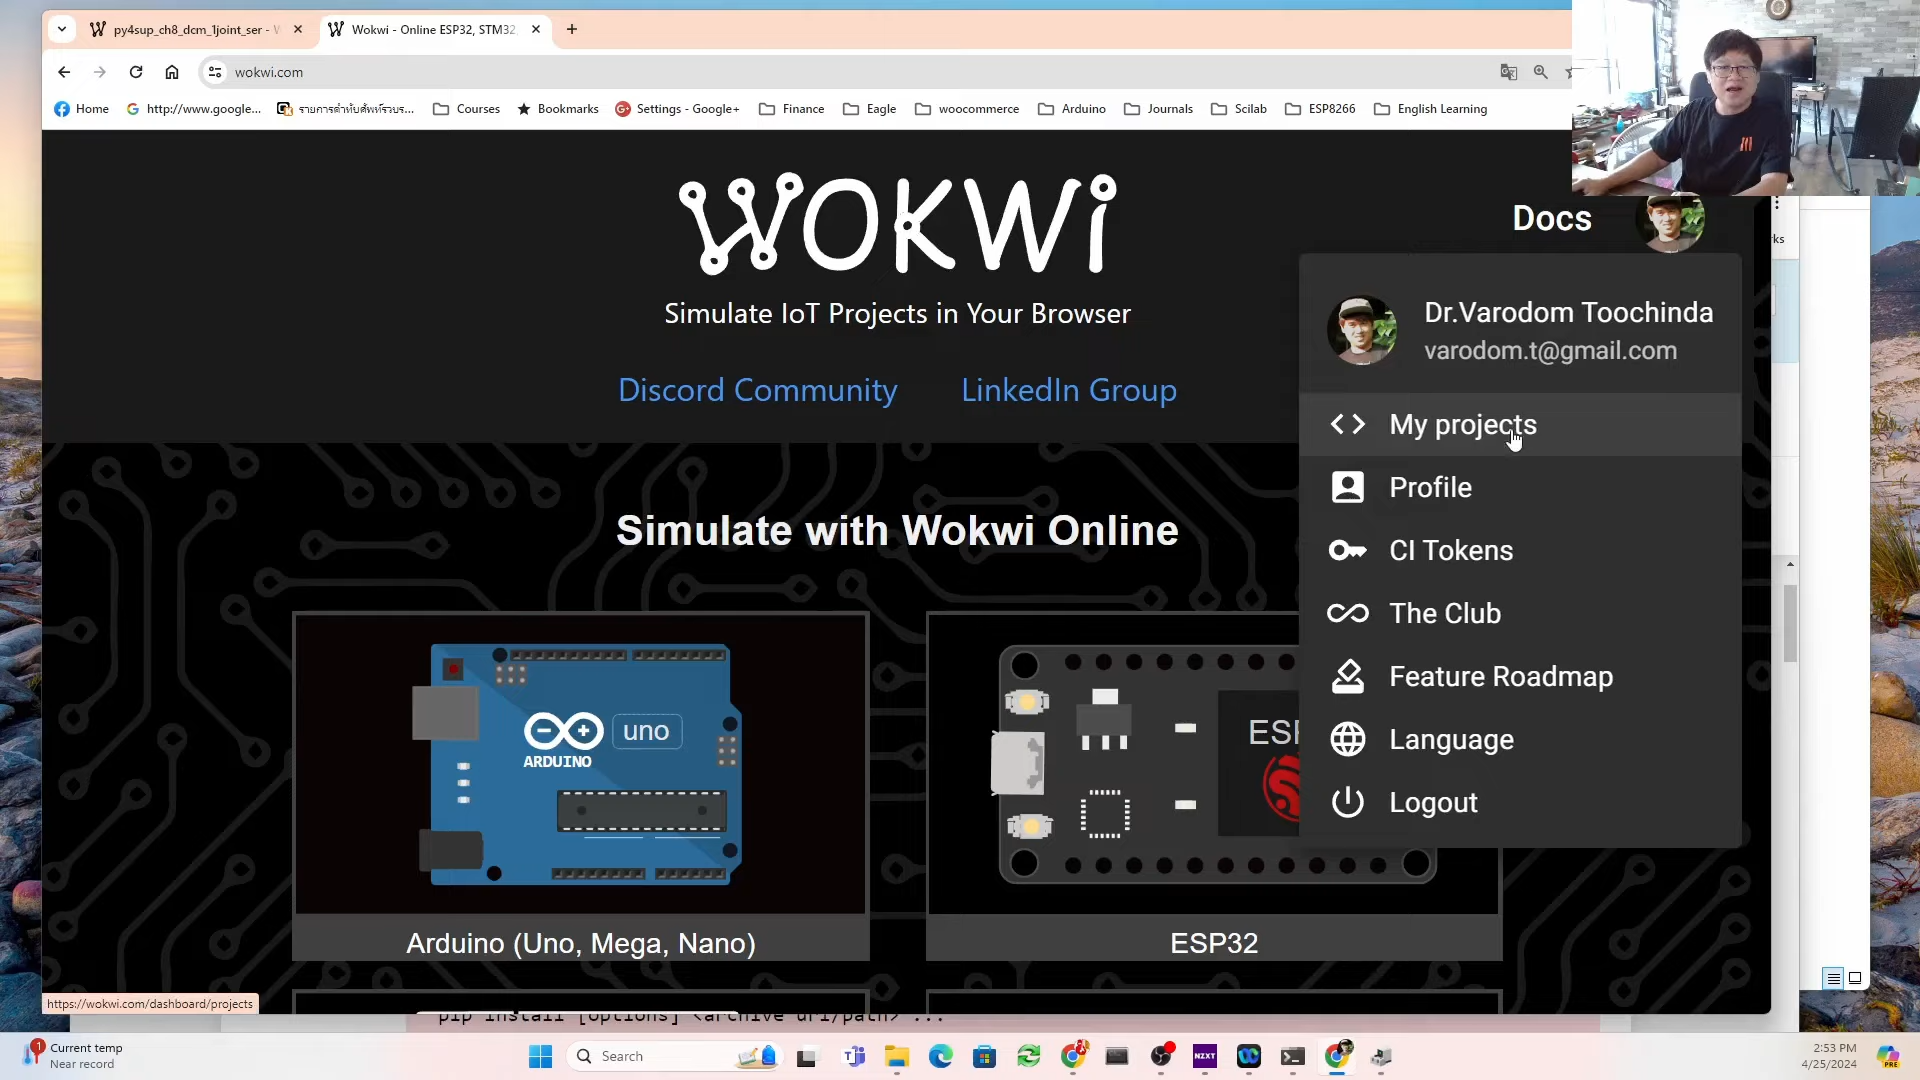 py4sup_ch8_dcm_1joint_ser - W
Wokwi - Online ESP32, STM32
wokwi.com
Home
http://www.google...
Courses
Bookmarks
Settings - Google+
Finance
Eagle
woocommerce
Arduino
Journals
Scilab
ESP8266
English Learning
WOKWi
Docs
Simulate IoT Projects in Your Browser
Discord Community
LinkedIn Group
Dr.Varodom Toochinda
varodom.t@gmail.com
My projects
Profile
CI Tokens
The Club
Feature Roadmap
Language
Logout
Simulate with Wokwi Online
uno
ARDUINO
ESP
Arduino (Uno, Mega, Nano)
ESP32
https://wokwi.com/dashboard/projects
pip install [options] <archive url/path> ...
1
Current temp
Near record
Search
NZXT
2:53 PM
4/25/2024
PRE